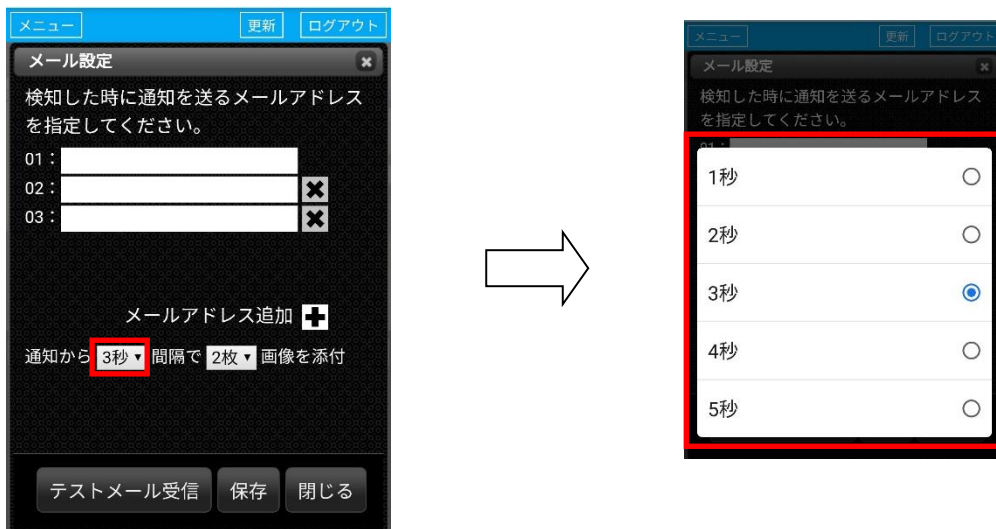 メニュー 更新 ログアウト
メール設定
検知した時に通知を送るメールアドレス
を指定してください。
01：
02：
03：
メールアドレス追加
通知から 3秒 間隔で 2枚 画像を添付
テストメール受信 保存 閉じる
メニュー 更新 ログアウト
メール設定
検知した時に通知を送るメールアドレス
を指定してください。
01：
1秒
2秒
3秒
4秒
5秒